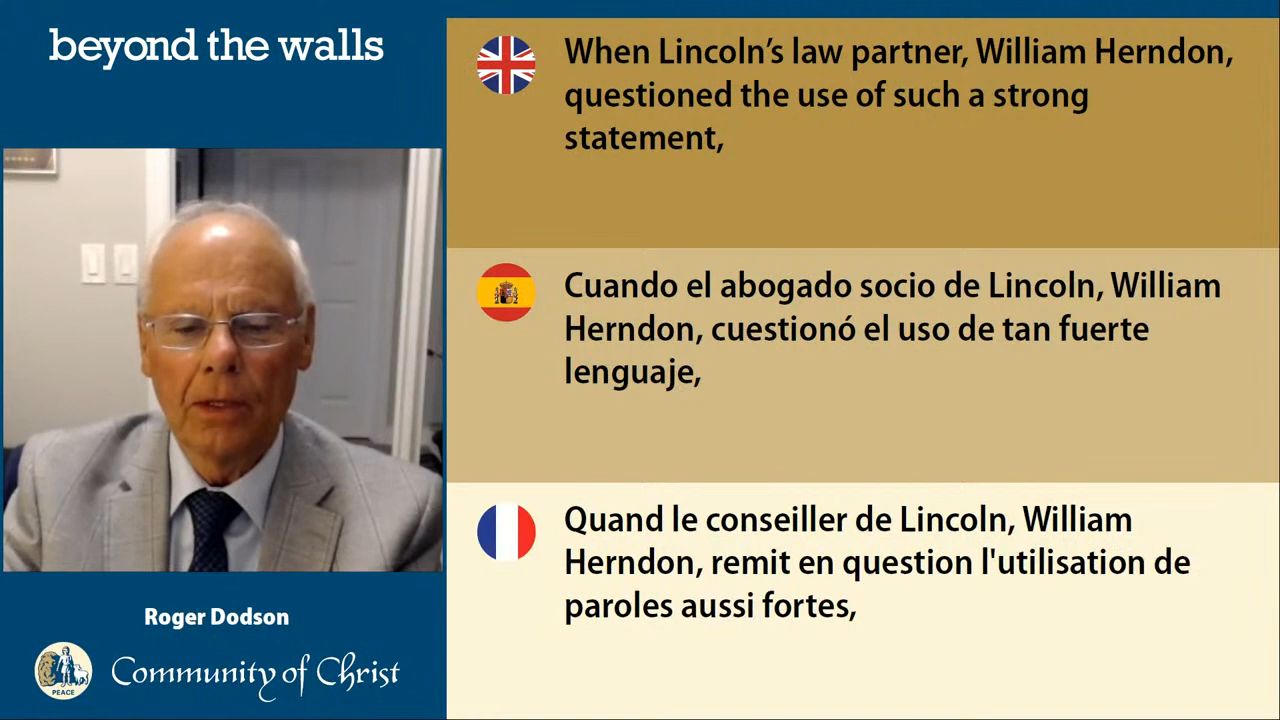 beyond the walls
When Lincoln’s law partner, William Herndon,
questioned the use of such a strong
statement,
Cuando el abogado socio de Lincoln, William
Herndon, cuestionó el uso de tan fuerte
lenguaje,
Quand le conseiller de Lincoln, William
Herndon, remit en question l'utilisation de
paroles aussi fortes,
Roger Dodson
Community of Christ
PEACE